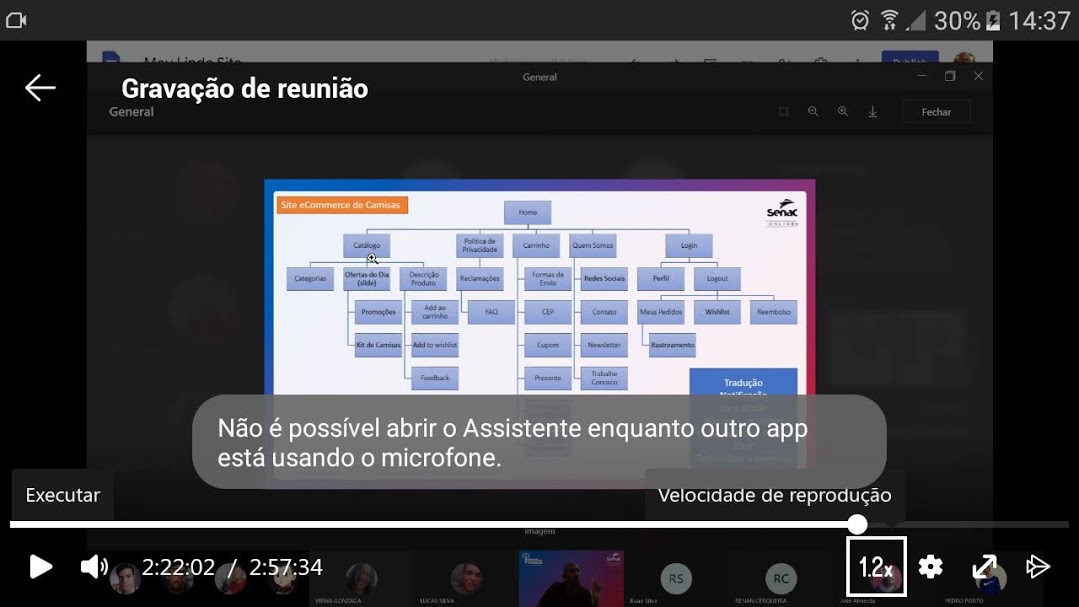 30% 14:37
Meu Lindo Site
Publish
General
Gravação de reunião
General
Fechar
Site eCommerce de Camisas
Home
Senac
Catálogo
Política de Privacidade
Carrinho
Quem Somos
Login
Categorias
Ofertas do Dia (slide)
Descrição Produto
Reclamações
Formas de Envio
Redes Sociais
Perfil
Logout
Promoções
Add ao carrinho
FAQ
CEP
Contato
Meus Pedidos
Wishlist
Reembolso
Kit de Camisas
Add to wishlist
Cupom
Newsletter
Rastreamento
Feedback
Presente
Trabalhe Conosco
Tradução
Notificação
Não é possível abrir o Assistente enquanto outro app
está usando o microfone.
Executar
Velocidade de reprodução
Imagem
2:22:02 / 2:57:34
1.2x
RS
RC
VIRNA GONZAGA
LUCAS SILVA
Ruan Silva
RENAN CERQUEIRA
José Almeida
PEDRO PORTO